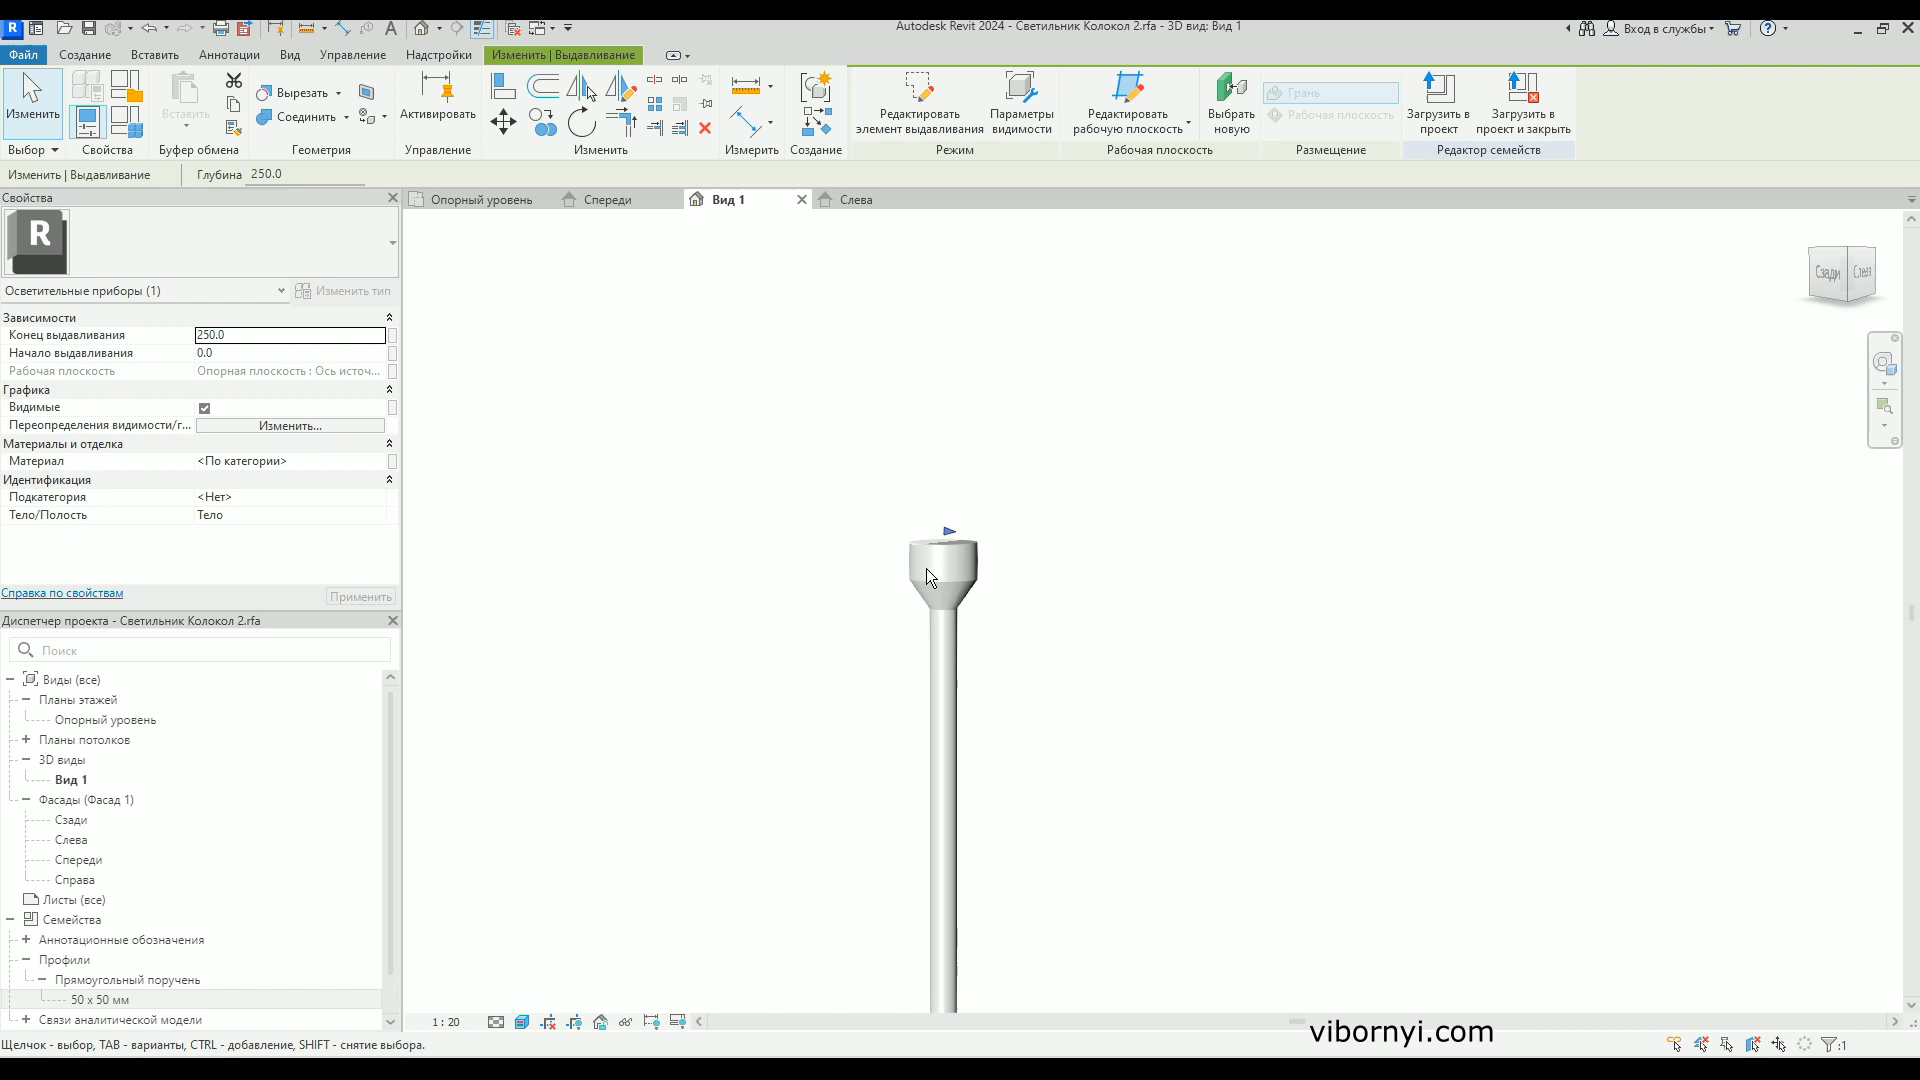 R
Autodesk Revit 2024 - Светильник Колокол 2.rfa - 3D вид: Вид 1
Вход в службы
Файл
Создание
Вставить
Аннотации
Вид
Управление
Настройки
Изменить | Выдавливание
Изменить
Вставить
Вырезать
Соединить
Активировать
Редактировать элемент выдавливания
Параметры видимости
Редактировать рабочую плоскость
Выбрать новую
Грань
Рабочая плоскость
Загрузить в проект
Загрузить в проект и закрыть
Выбор
Свойства
Буфер обмена
Геометрия
Управление
Изменить
Измерить
Создание
Режим
Рабочая плоскость
Размещение
Редактор семейств
Изменить | Выдавливание
Глубина 250.0
Свойства
R
Осветительные приборы (1)
Изменить тип
Зависимости
Конец выдавливания 250.0
Начало выдавливания 0.0
Рабочая плоскость Опорная плоскость : Ось источ...
Графика
Видимые
Переопределения видимости/г... Изменить...
Материалы и отделка
Материал <По категории>
Идентификация
Подкатегория <Нет>
Тело/Полость Тело
Справка по свойствам
Применить
Диспетчер проекта - Светильник Колокол 2.rfa
Поиск
Виды (все)
Планы этажей
Опорный уровень
Планы потолков
3D виды
Вид 1
Фасады (Фасад 1)
Сзади
Слева
Спереди
Справа
Листы (все)
Семейства
Аннотационные обозначения
Профили
Прямоугольный поручень
50 x 50 мм
Связи аналитической модели
Опорный уровень
Спереди
Вид 1
Слева
Сзади
Слева
1 : 20
vibornyi.com
Щелчок - выбор, TAB - варианты, CTRL - добавление, SHIFT - снятие выбора.
:1